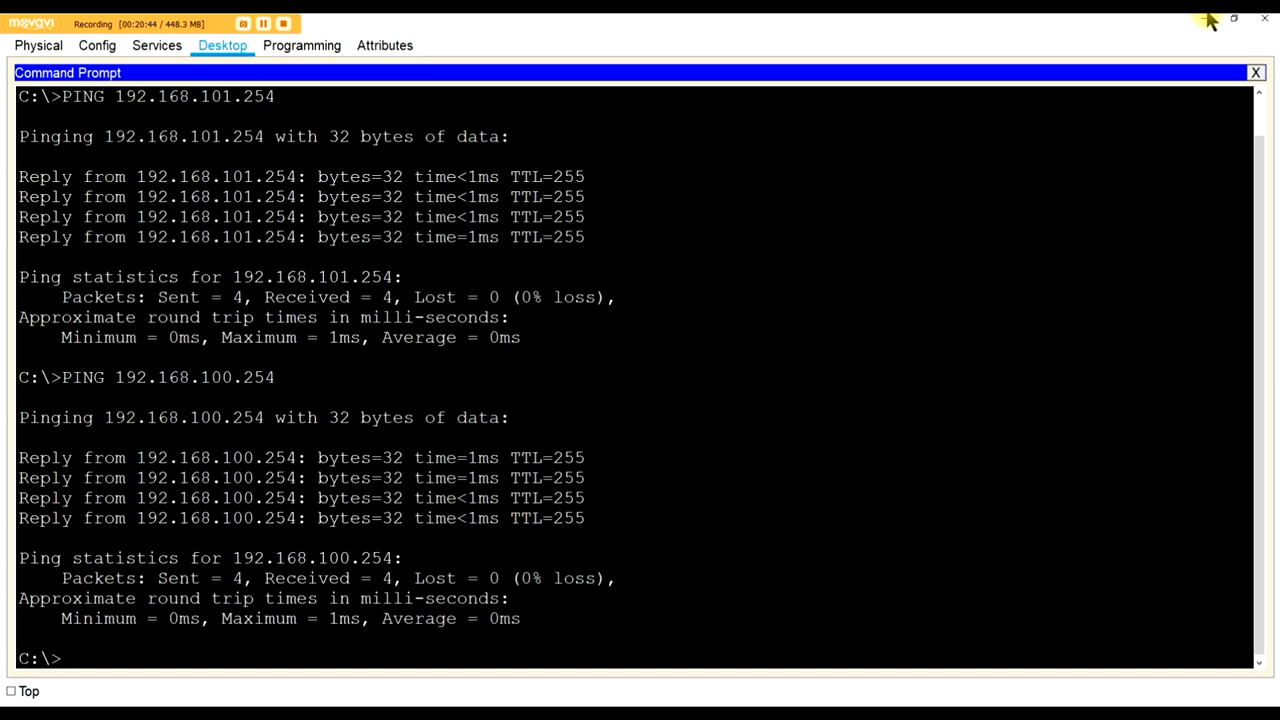 movavi Recording [00:20:44 / 448.3 MB]
Physical Config Services Desktop Programming Attributes
Command Prompt X
C:\>PING 192.168.101.254
Pinging 192.168.101.254 with 32 bytes of data:
Reply from 192.168.101.254: bytes=32 time<1ms TTL=255
Reply from 192.168.101.254: bytes=32 time<1ms TTL=255
Reply from 192.168.101.254: bytes=32 time<1ms TTL=255
Reply from 192.168.101.254: bytes=32 time=1ms TTL=255
Ping statistics for 192.168.101.254:
Packets: Sent = 4, Received = 4, Lost = 0 (0% loss),
Approximate round trip times in milli-seconds:
Minimum = 0ms, Maximum = 1ms, Average = 0ms
C:\>PING 192.168.100.254
Pinging 192.168.100.254 with 32 bytes of data:
Reply from 192.168.100.254: bytes=32 time=1ms TTL=255
Reply from 192.168.100.254: bytes=32 time<1ms TTL=255
Reply from 192.168.100.254: bytes=32 time<1ms TTL=255
Reply from 192.168.100.254: bytes=32 time<1ms TTL=255
Ping statistics for 192.168.100.254:
Packets: Sent = 4, Received = 4, Lost = 0 (0% loss),
Approximate round trip times in milli-seconds:
Minimum = 0ms, Maximum = 1ms, Average = 0ms
C:\>
Top